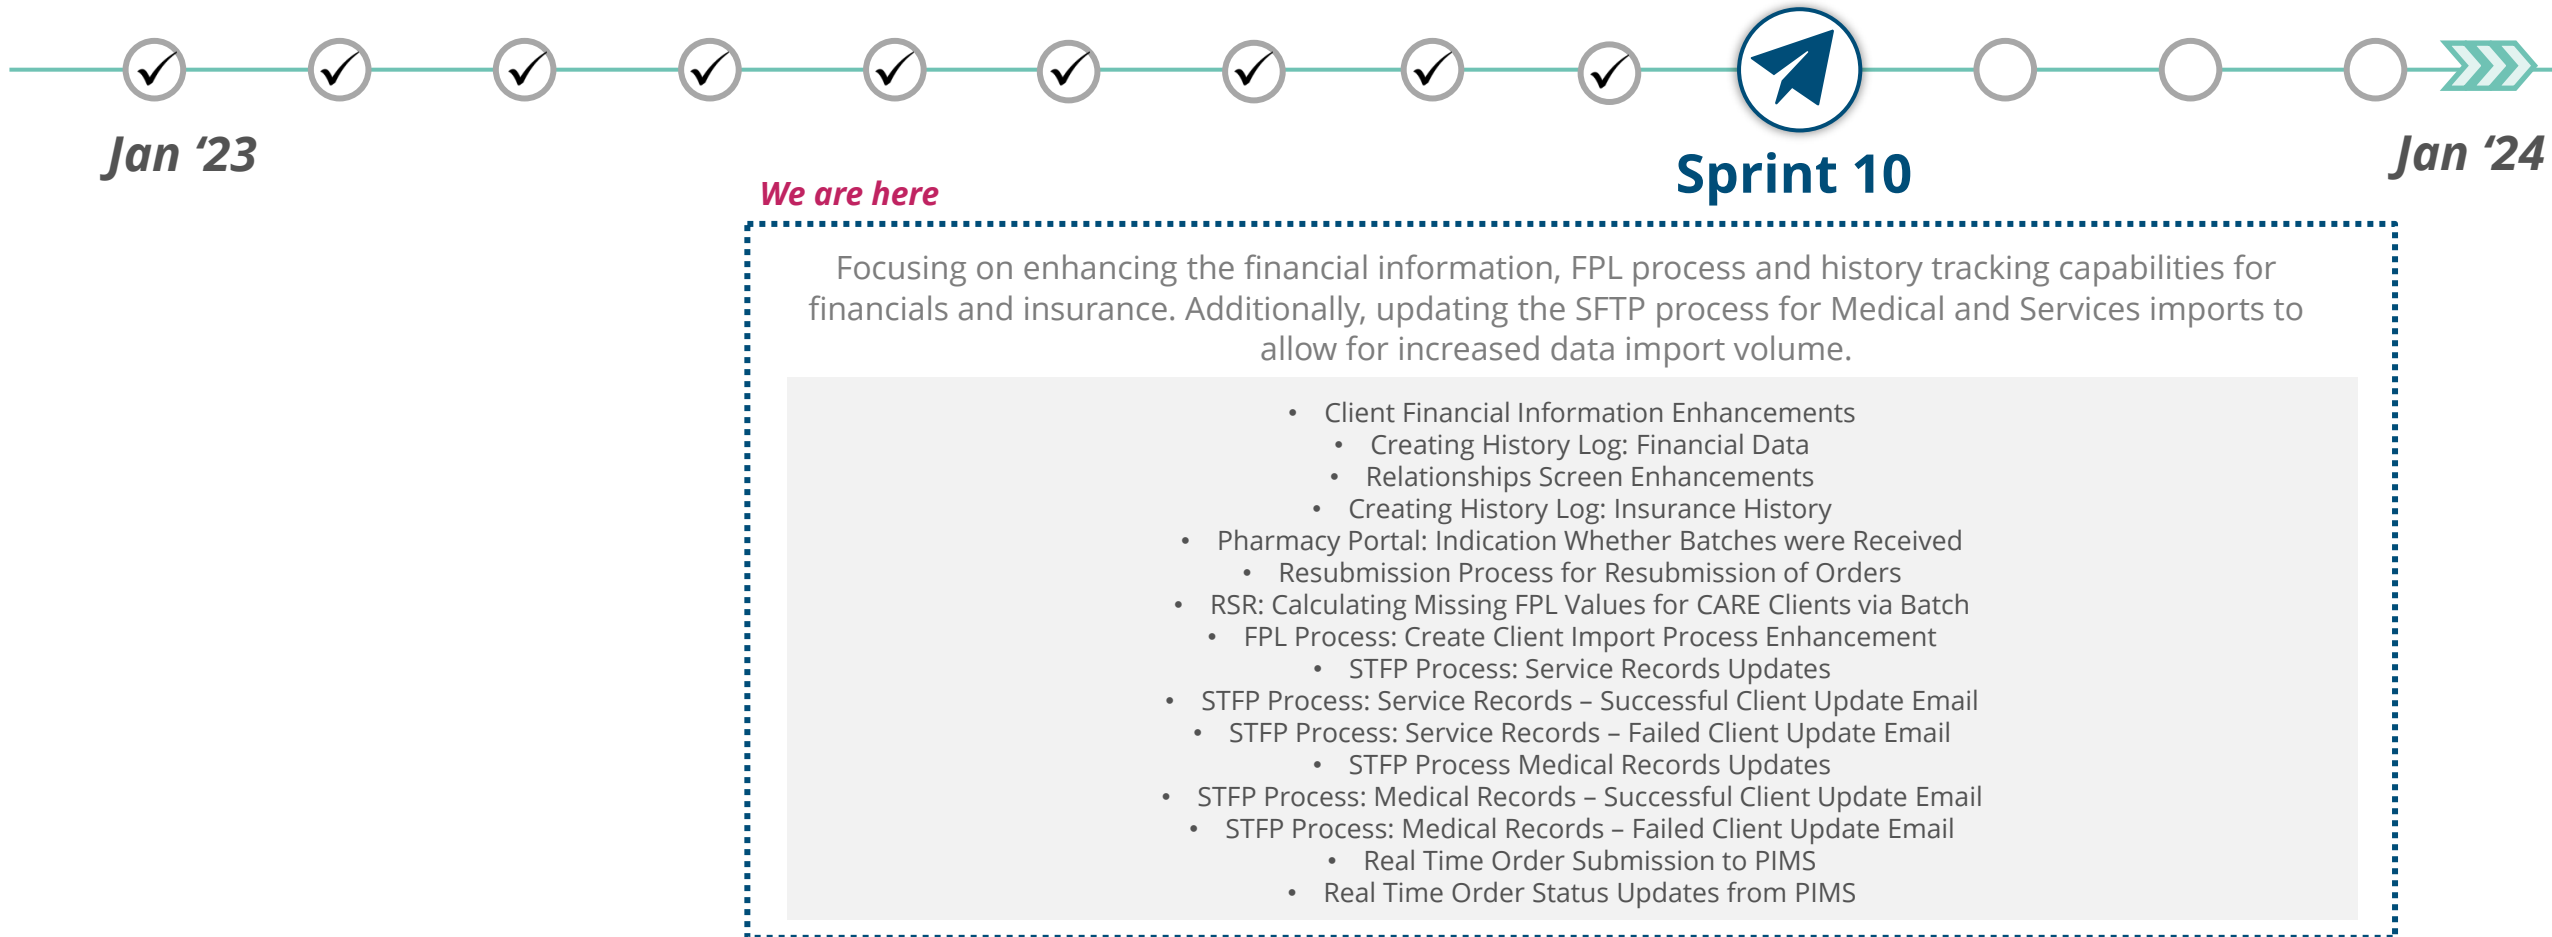 Jan ‘23
Jan ‘24
Sprint 10
We are here
Focusing on enhancing the financial information, FPL process and history tracking capabilities for
financials and insurance. Additionally, updating the SFTP process for Medical and Services imports to
allow for increased data import volume.
• Client Financial Information Enhancements
• Creating History Log: Financial Data
• Relationships Screen Enhancements
• Creating History Log: Insurance History
• Pharmacy Portal: Indication Whether Batches were Received
• Resubmission Process for Resubmission of Orders
• RSR: Calculating Missing FPL Values for CARE Clients via Batch
• FPL Process: Create Client Import Process Enhancement
• STFP Process: Service Records Updates
• STFP Process: Service Records – Successful Client Update Email
• STFP Process: Service Records – Failed Client Update Email
• STFP Process Medical Records Updates
• STFP Process: Medical Records – Successful Client Update Email
• STFP Process: Medical Records – Failed Client Update Email
• Real Time Order Submission to PIMS
• Real Time Order Status Updates from PIMS